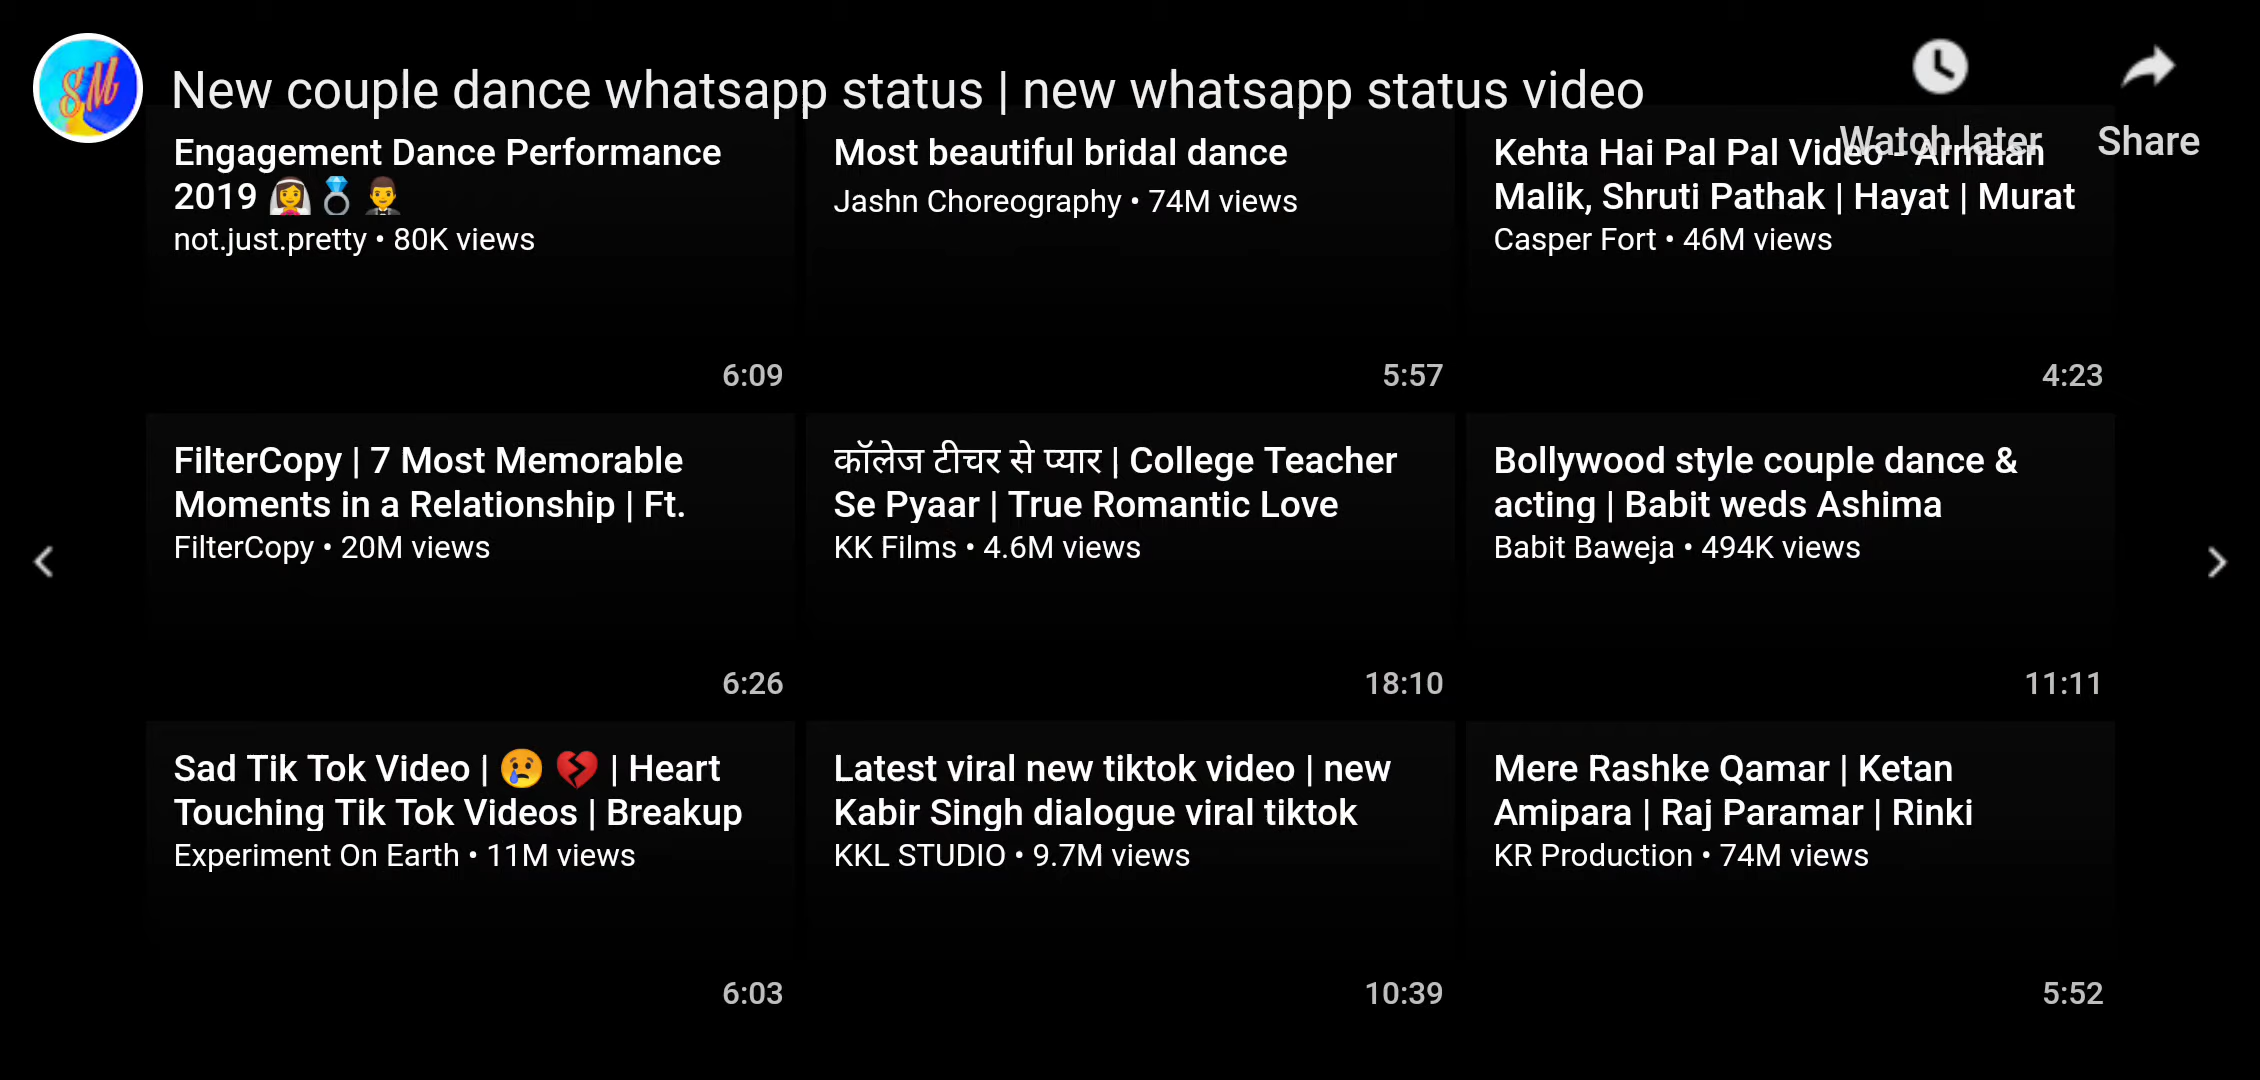 SM
New couple dance whatsapp status | new whatsapp status video
Watch later
Share
Engagement Dance Performance
2019 👰💍🤵
not.just.pretty • 80K views
6:09
Most beautiful bridal dance
Jashn Choreography • 74M views
5:57
Kehta Hai Pal Pal Video - Armaan
Malik, Shruti Pathak | Hayat | Murat
Casper Fort • 46M views
4:23
FilterCopy | 7 Most Memorable
Moments in a Relationship | Ft.
FilterCopy • 20M views
6:26
कॉलेज टीचर से प्यार | College Teacher
Se Pyaar | True Romantic Love
KK Films • 4.6M views
18:10
Bollywood style couple dance &
acting | Babit weds Ashima
Babit Baweja • 494K views
11:11
Sad Tik Tok Video | 😢 💔 | Heart
Touching Tik Tok Videos | Breakup
Experiment On Earth • 11M views
6:03
Latest viral new tiktok video | new
Kabir Singh dialogue viral tiktok
KKL STUDIO • 9.7M views
10:39
Mere Rashke Qamar | Ketan
Amipara | Raj Paramar | Rinki
KR Production • 74M views
5:52